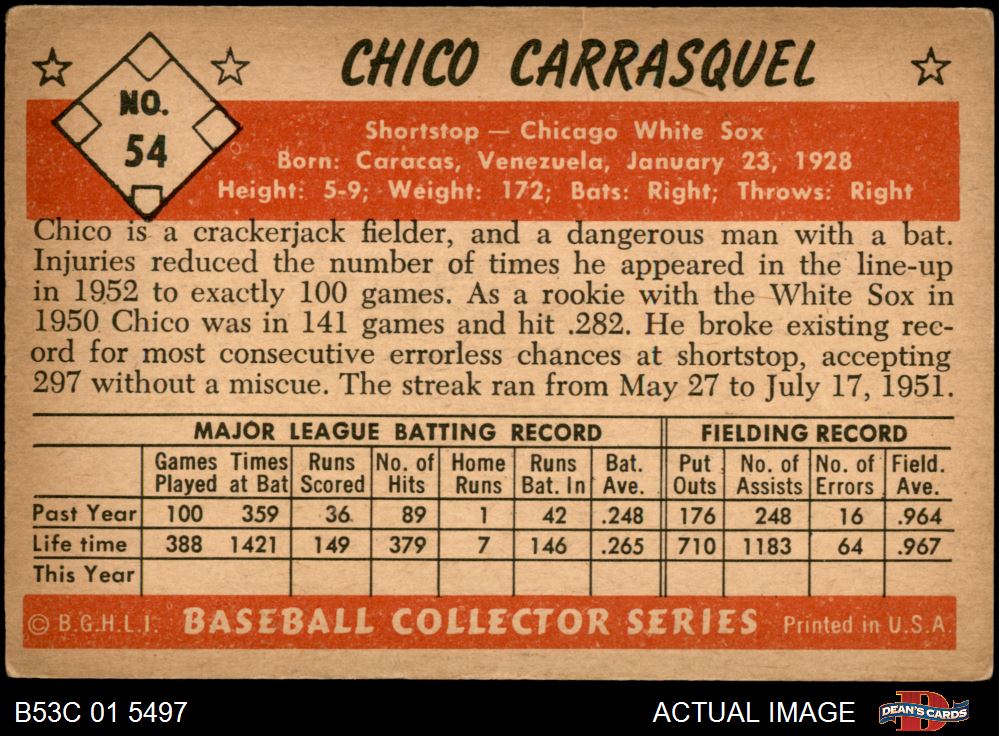 CHICO CARRASQUEL
NO.
54
Shortstop — Chicago White Sox
Born: Caracas, Venezuela, January 23, 1928
Height: 5-9; Weight: 172; Bats: Right; Throws: Right
Chico is a crackerjack fielder, and a dangerous man with a bat.
Injuries reduced the number of times he appeared in the line-up
in 1952 to exactly 100 games. As a rookie with the White Sox in
1950 Chico was in 141 games and hit .282. He broke existing rec-
ord for most consecutive errorless chances at shortstop, accepting
297 without a miscue. The streak ran from May 27 to July 17, 1951.
MAJOR LEAGUE BATTING RECORD FIELDING RECORD
Games Times Runs No. of Home Runs Bat. Put No. of No. of Field.
Played at Bat Scored Hits Runs Bat. In Ave. Outs Assists Errors Ave.
Past Year 100 359 36 89 1 42 .248 176 248 16 .964
Life time 388 1421 149 379 7 146 .265 710 1183 64 .967
This Year
© B.G.H.L.I. BASEBALL COLLECTOR SERIES Printed in U.S.A.
B53C 01 5497 ACTUAL IMAGE D DEAN'S CARDS